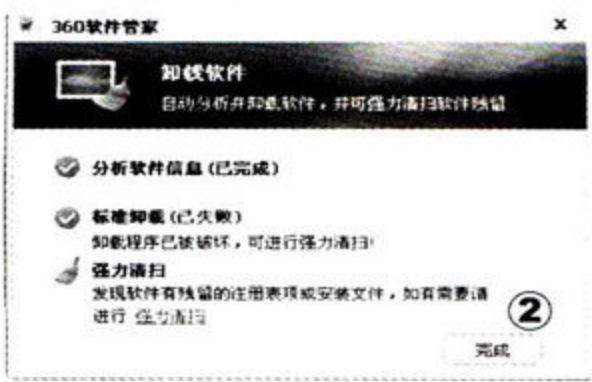 360软件管家
×
卸载软件
自动分析并卸载软件，并可强力清扫软件残留
分析软件信息(已完成)
标准卸载(已失败)
卸载程序已被破坏，可进行强力清扫!
强力清扫
发现软件有残留的注册表项或安装文件，如有需要请
进行 强力清扫
②
完成